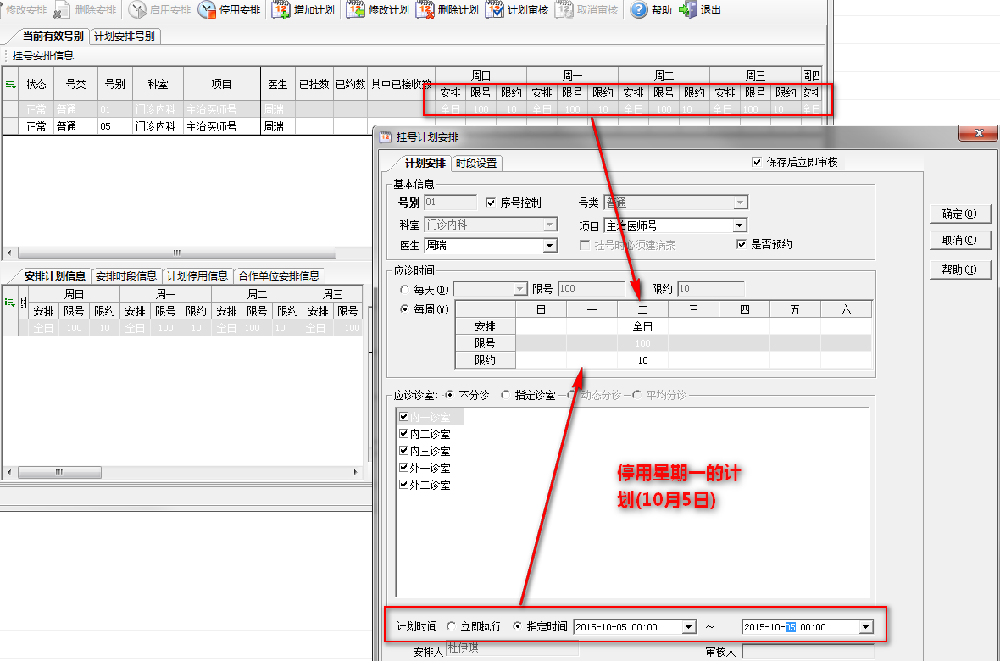 修改安排 删除安排 启用安排 停用安排 增加计划 修改计划 删除计划 计划审核 取消审核 帮助 退出
当前有效号别 计划安排号别
挂号安排信息
周日 周一 周二 周三 周四
状态 号类 号别 科室 项目 医生 已挂数 已约数 其中已接收数 安排 限号 限约 安排 限号 限约 安排 限号 限约 安排 限号 限约 安排
正常 普通 01 门诊内科 主治医师号 周瑞 全日 100 10 全日 100 10 全日 100 10 全日 100 10 全日
正常 普通 05 门诊内科 主治医师号 周瑞
安排计划信息 安排时段信息 计划停用信息 合作单位安排信息
周日 周一 周二 周三
安排 限号 限约 安排 限号 限约 安排 限号 限约 安排 限号
全日 100 10 全日 100 10 全日 100 10 全日 100
挂号计划安排
计划安排 时段设置 保存后立即审核
基本信息
号别 01 序号控制 号类 普通
科室 门诊内科 项目 主治医师号
医生 周瑞 挂号时必须建病案 是否预约
确定(O)
取消(C)
帮助(H)
应诊时间
每天(D) 限号 100 限约 10
每周(W) 日 一 二 三 四 五 六
安排 全日
限号 100
限约 10
应诊诊室: 不分诊 指定诊室 动态分诊 平均分诊
内一诊室
内二诊室
内三诊室
外一诊室
外二诊室
停用星期一的计
划(10月5日)
计划时间 立即执行 指定时间 2015-10-05 00:00 ～ 2015-10-05 00:00
安排人 杜伊琪 审核人